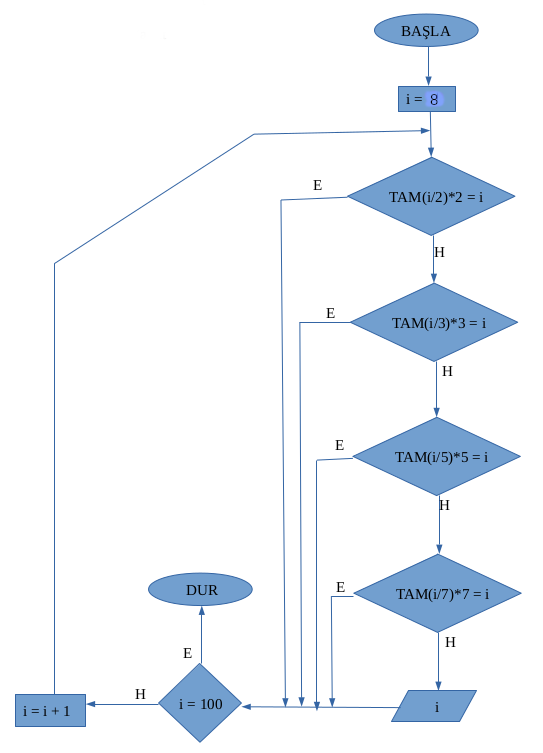 BAŞLA
i = 8
TAM(i/2)*2 = i
E
H
TAM(i/3)*3 = i
E
H
TAM(i/5)*5 = i
E
H
TAM(i/7)*7 = i
E
H
i
i = 100
E
DUR
H
i = i + 1